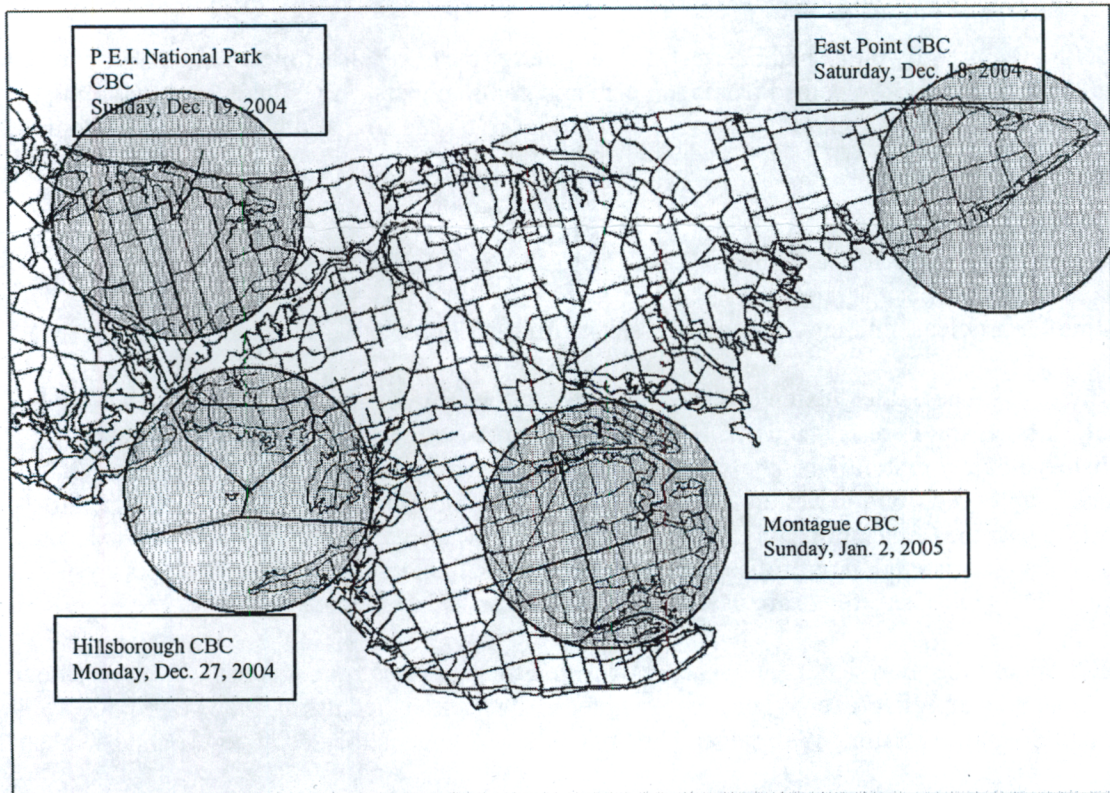 P.E.I. National Park
CBC
Sunday, Dec. 19, 2004
East Point CBC
Saturday, Dec. 18, 2004
Montague CBC
Sunday, Jan. 2, 2005
Hillsborough CBC
Monday, Dec. 27, 2004